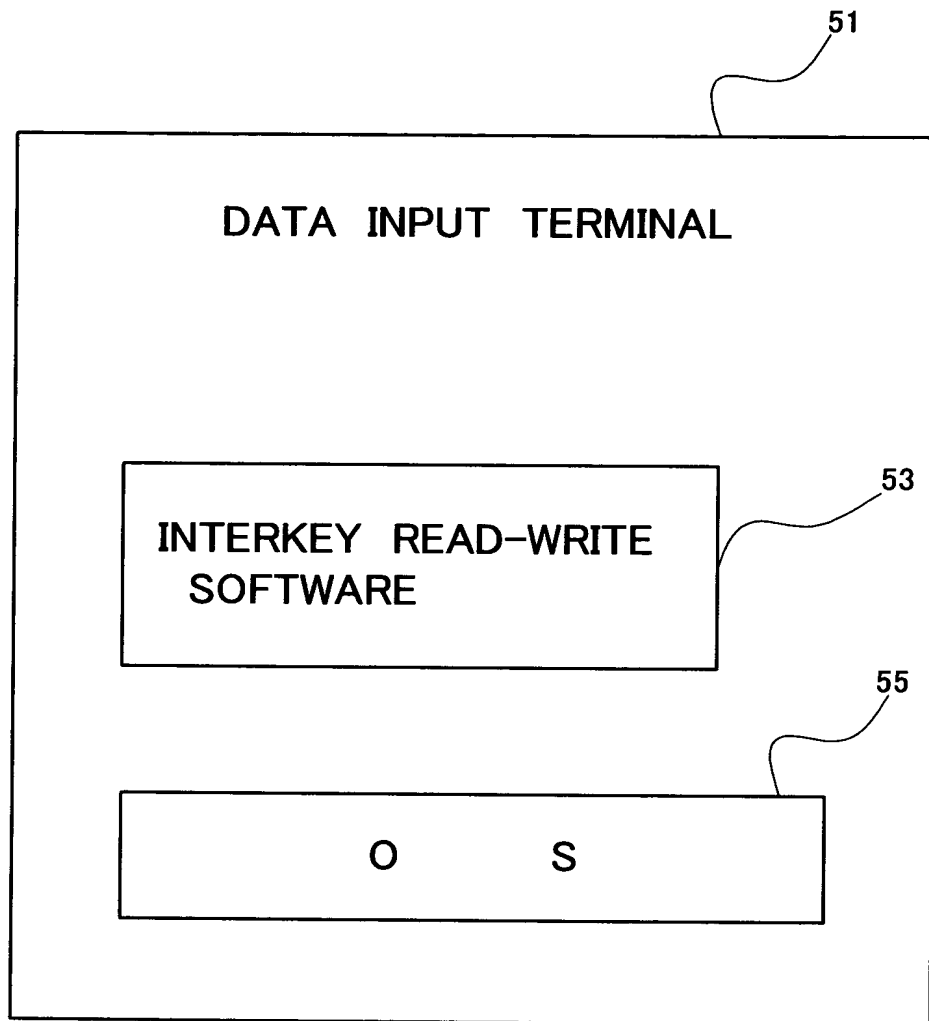 51
DATA INPUT TERMINAL
53
INTERKEY READ-WRITE
SOFTWARE
55
O S